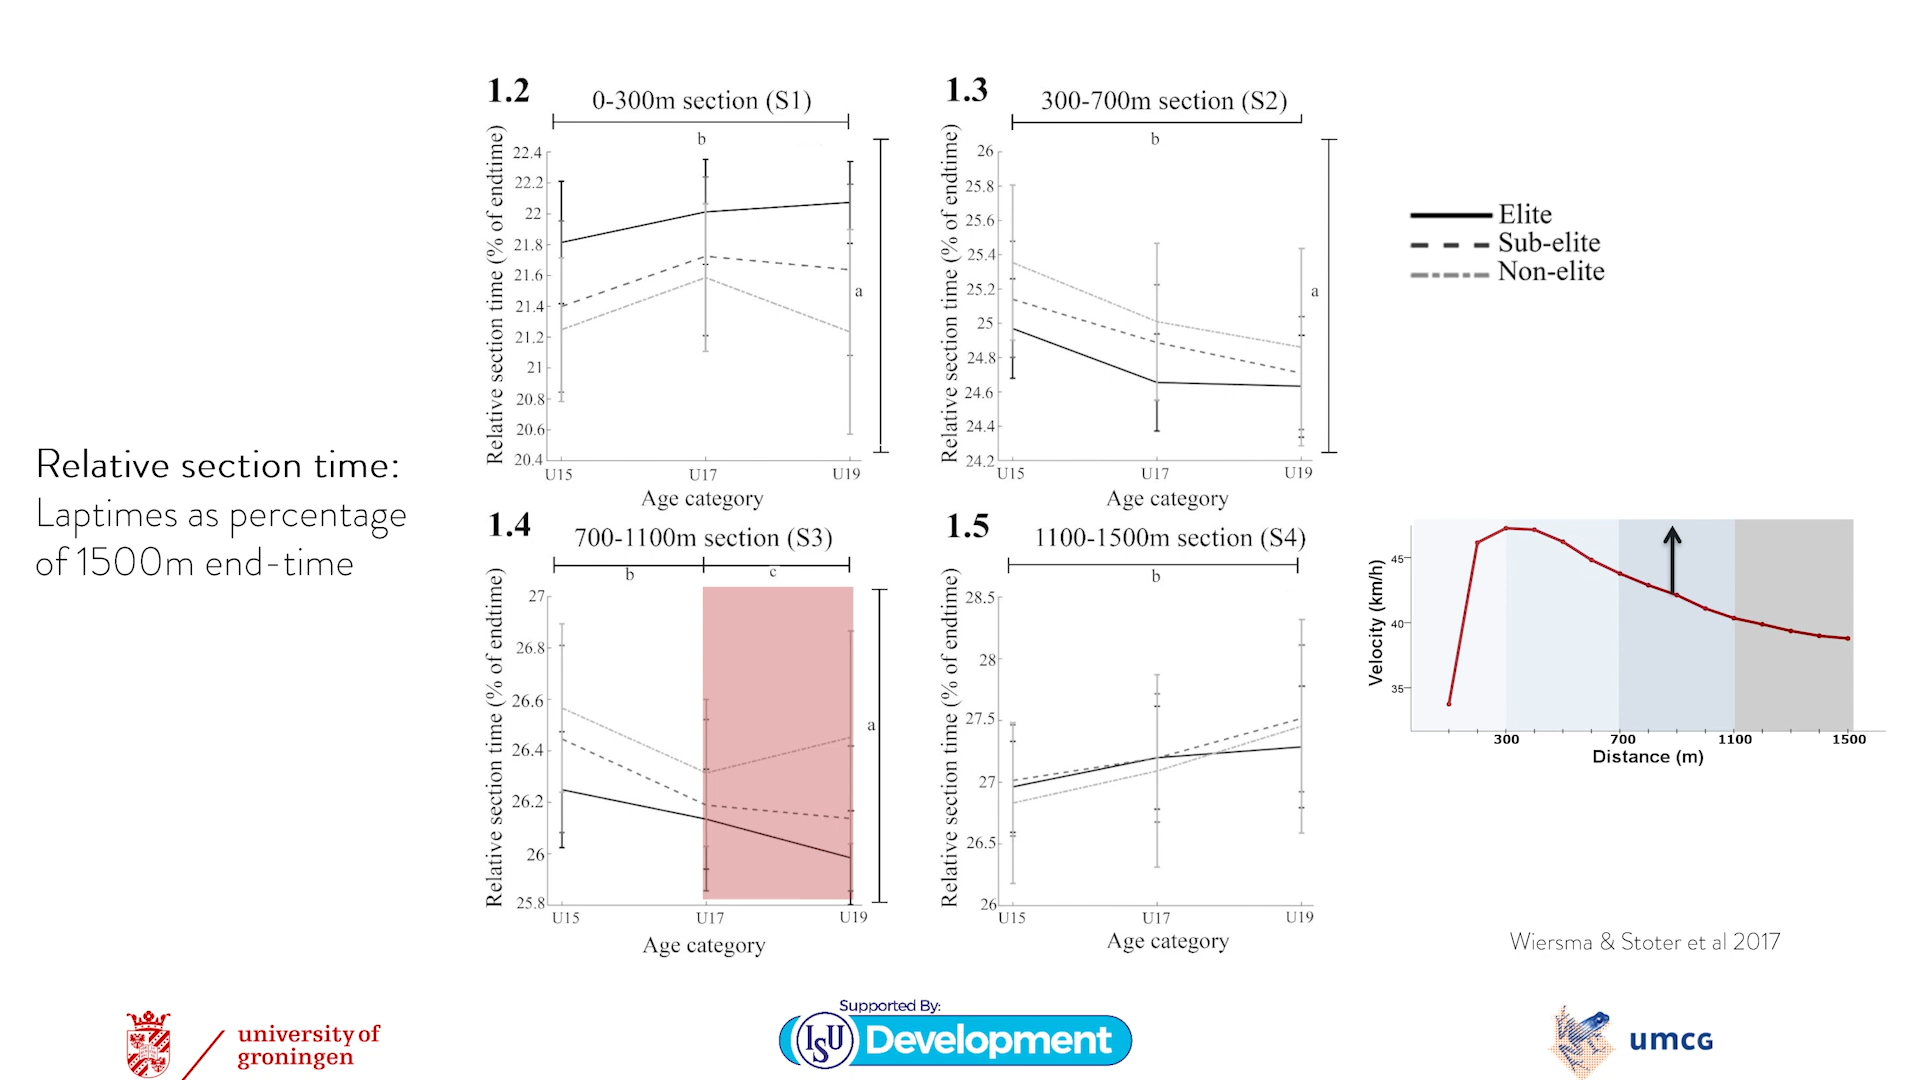 Relative section time:
Laptimes as percentage
of 1500m end-time
1.2
0-300m section (S1)
b
a
Relative section time (% of endtime)
22.4
22.2
22
21.8
21.6
21.4
21.2
21
20.8
20.6
20.4
U15
U17
U19
Age category
1.3
300-700m section (S2)
b
a
Relative section time (% of endtime)
26
25.8
25.6
25.4
25.2
25
24.8
24.6
24.4
24.2
U15
U17
U19
Age category
Elite
Sub-elite
Non-elite
1.4
700-1100m section (S3)
b
c
a
Relative section time (% of endtime)
27
26.8
26.6
26.4
26.2
26
25.8
U15
U17
U19
Age category
1.5
1100-1500m section (S4)
b
Relative section time (% of endtime)
28.5
28
27.5
27
26.5
26
U15
U17
U19
Age category
Velocity (km/h)
45
40
35
300
700
1100
1500
Distance (m)
Wiersma & Stoter et al 2017
university of
groningen
Supported By:
ISU
Development
umcg